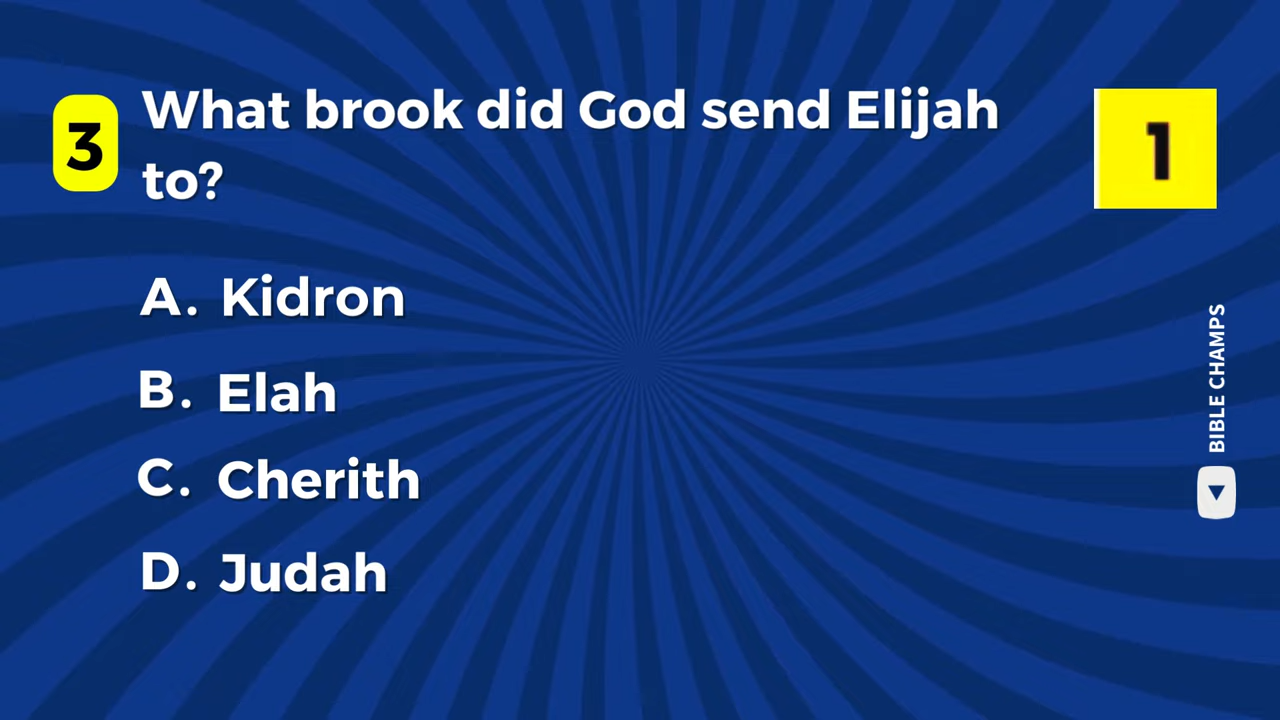 3
What brook did God send Elijah
to?
1
A. Kidron
B. Elah
C. Cherith
D. Judah
BIBLE CHAMPS